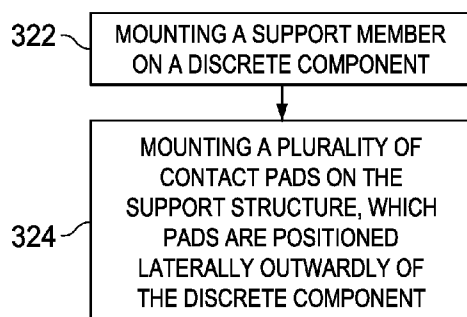 322
MOUNTING A SUPPORT MEMBER
ON A DISCRETE COMPONENT
324
MOUNTING A PLURALITY OF
CONTACT PADS ON THE
SUPPORT STRUCTURE, WHICH
PADS ARE POSITIONED
LATERALLY OUTWARDLY OF
THE DISCRETE COMPONENT